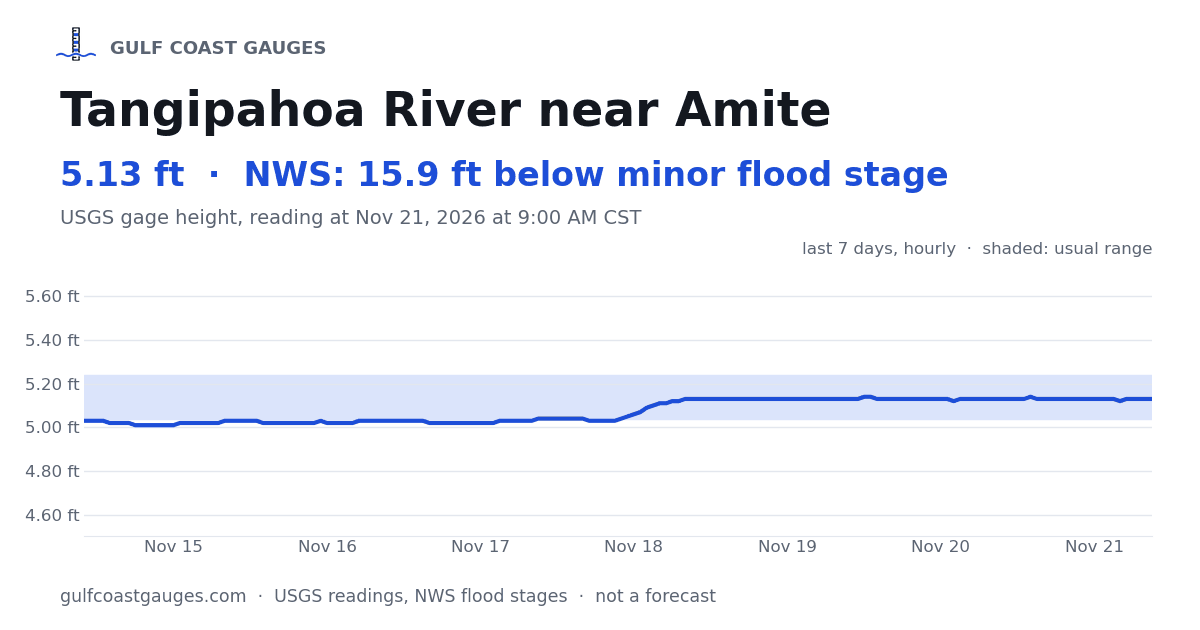 GULF COAST GAUGES
Tangipahoa River near Amite
5.13 ft · NWS: 15.9 ft below minor flood stage
USGS gage height, reading at Nov 21, 2026 at 9:00 AM CST
last 7 days, hourly · shaded: usual range
5.60 ft
5.40 ft
5.20 ft
5.00 ft
4.80 ft
4.60 ft
Nov 15 Nov 16 Nov 17 Nov 18 Nov 19 Nov 20 Nov 21
gulfcoastgauges.com · USGS readings, NWS flood stages · not a forecast